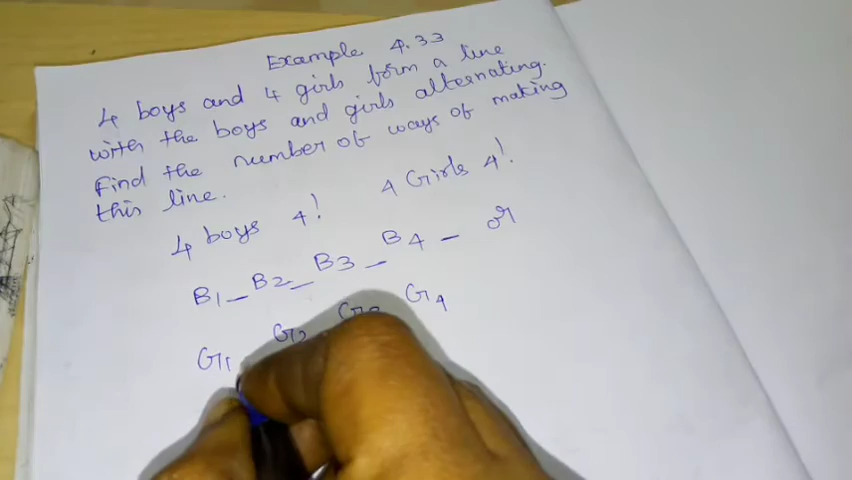 Example 4.33
4 boys and 4 girls form a line
with the boys and girls alternating.
Find the number of ways of making
this line.
4 boys 4! 4 Girls 4!.
B1 _ B2 _ B3 _ B4 _ or
G1 G2 G3 G4